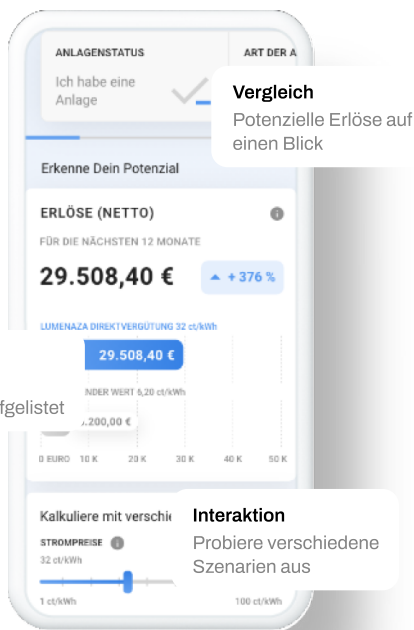 ANLAGENSTATUS
ART DER A
Ich habe eine
Anlage
Vergleich
Potenzielle Erlöse auf
einen Blick
Erkenne Dein Potenzial
ERLÖSE (NETTO)
FÜR DIE NÄCHSTEN 12 MONATE
29.508,40 €
+ 376 %
LUMENAZA DIREKTVERGÜTUNG 32 ct/kWh
29.508,40 €
NDER WERT 6,20 ct/kWh
fgelistet
.200,00 €
0 EURO 10 K 20 K 30 K 40 K 50 K
Kalkuliere mit verschie
Interaktion
Probiere verschiedene
Szenarien aus
STROMPREISE
32 ct/kWh
1 ct/kWh 100 ct/kWh